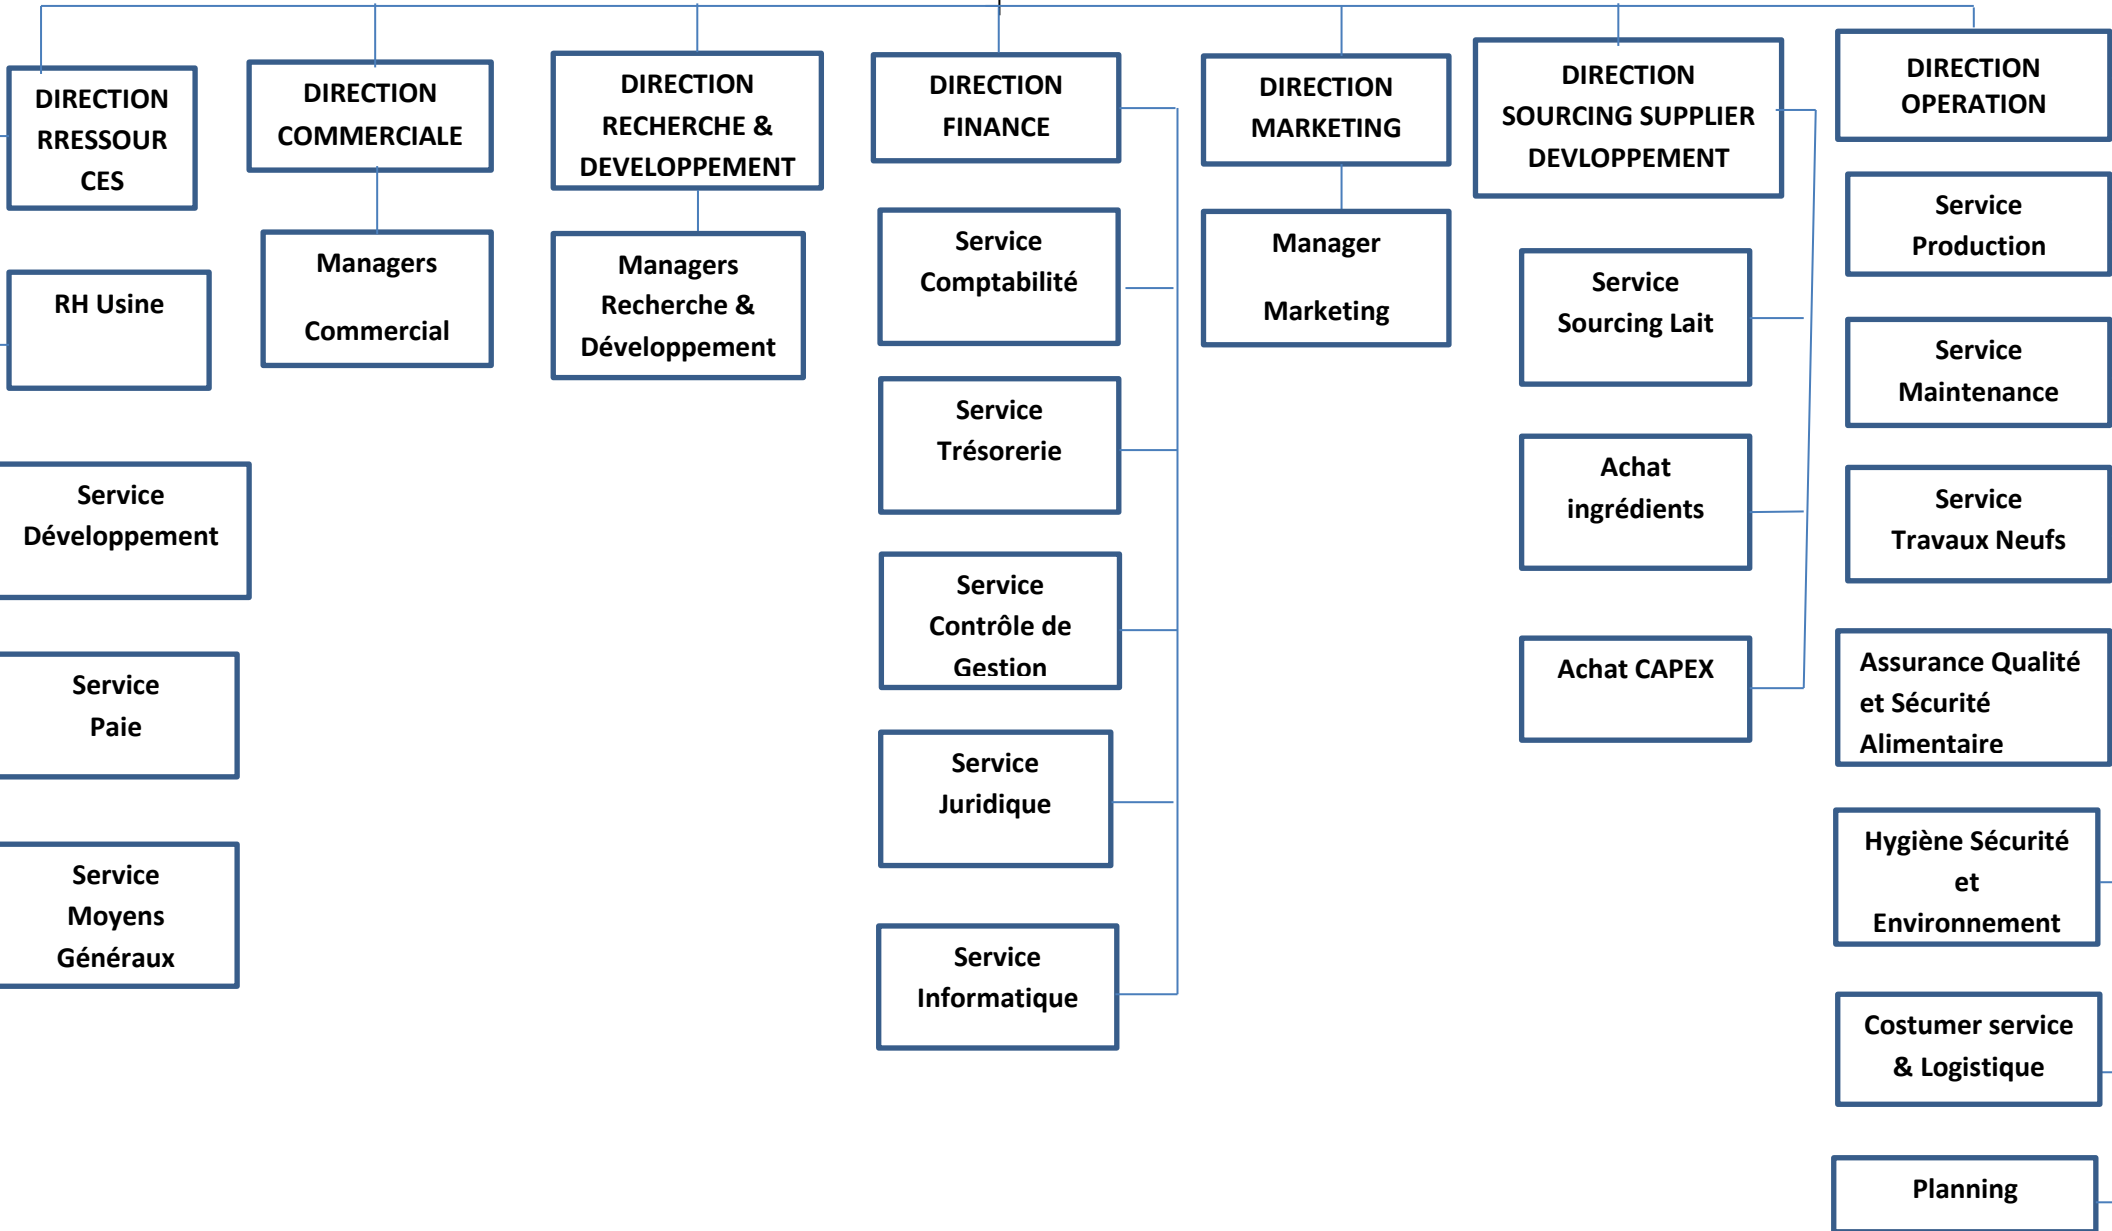 DIRECTION
RRESSOUR
CES
DIRECTION
COMMERCIALE
DIRECTION
RECHERCHE &
DEVELOPPEMENT
DIRECTION
FINANCE
DIRECTION
MARKETING
DIRECTION
SOURCING SUPPLIER
DEVLOPPEMENT
DIRECTION
OPERATION
RH Usine
Service
Développement
Service
Paie
Service
Moyens
Généraux
Managers
Commercial
Managers
Recherche &
Développement
Service
Comptabilité
Service
Trésorerie
Service
Contrôle de
Gestion
Service
Juridique
Service
Informatique
Manager
Marketing
Service
Sourcing Lait
Achat
ingrédients
Achat CAPEX
Service
Production
Service
Maintenance
Service
Travaux Neufs
Assurance Qualité
et Sécurité
Alimentaire
Hygiène Sécurité
et
Environnement
Costumer service
& Logistique
Planning